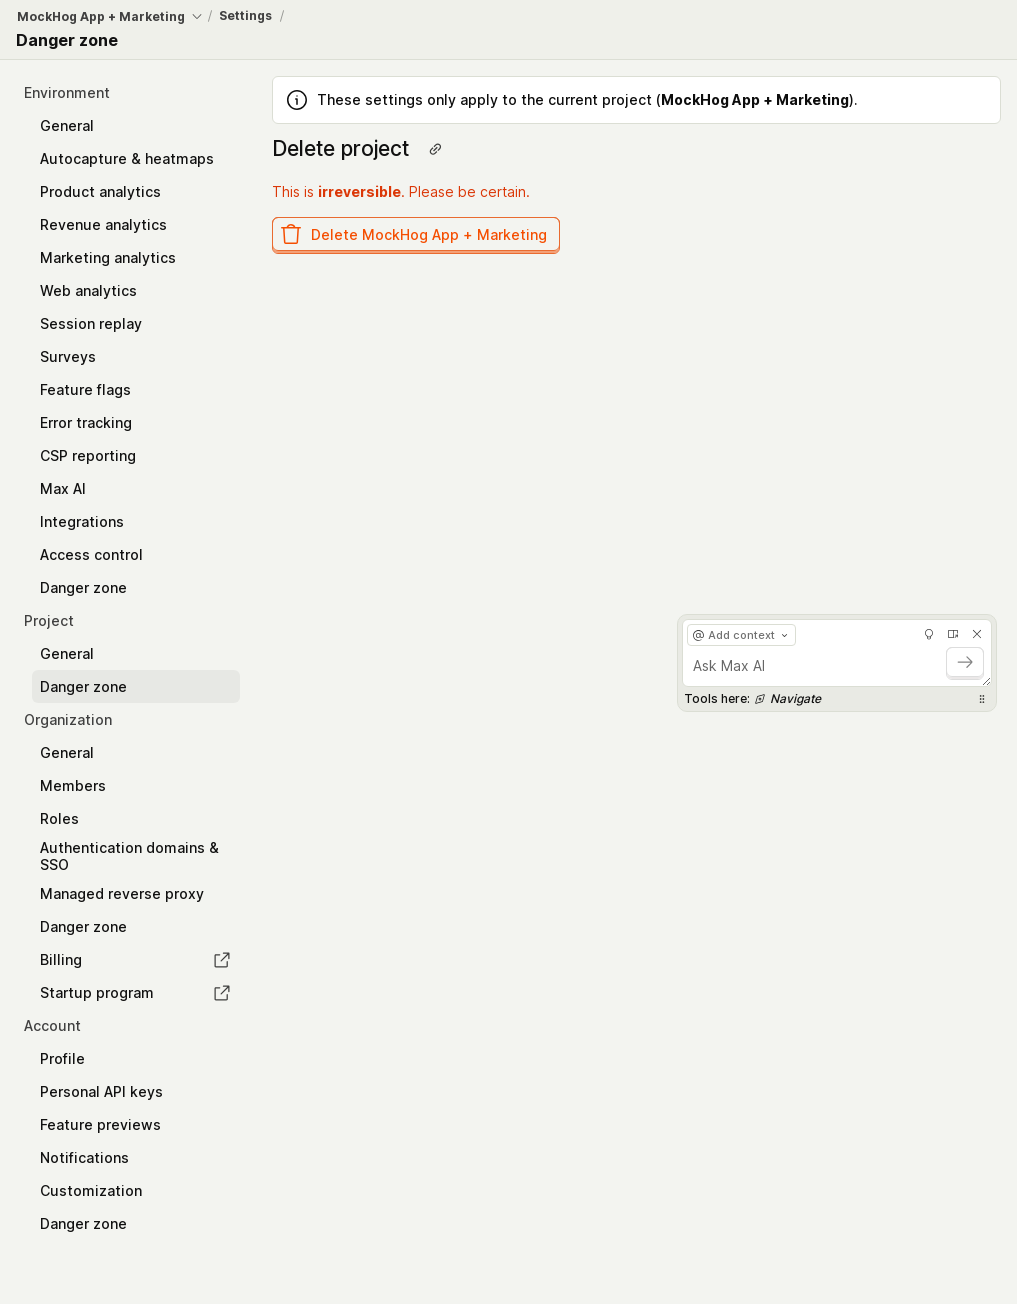 MockHog App + Marketing / Settings /
Danger zone
Environment
General
Autocapture & heatmaps
Product analytics
Revenue analytics
Marketing analytics
Web analytics
Session replay
Surveys
Feature flags
Error tracking
CSP reporting
Max AI
Integrations
Access control
Danger zone
Project
General
Danger zone
Organization
General
Members
Roles
Authentication domains &
SSO
Managed reverse proxy
Danger zone
Billing
Startup program
Account
Profile
Personal API keys
Feature previews
Notifications
Customization
Danger zone
These settings only apply to the current project (MockHog App + Marketing).
Delete project
This is irreversible. Please be certain.
Delete MockHog App + Marketing
@ Add context
Ask Max AI
Tools here: Navigate